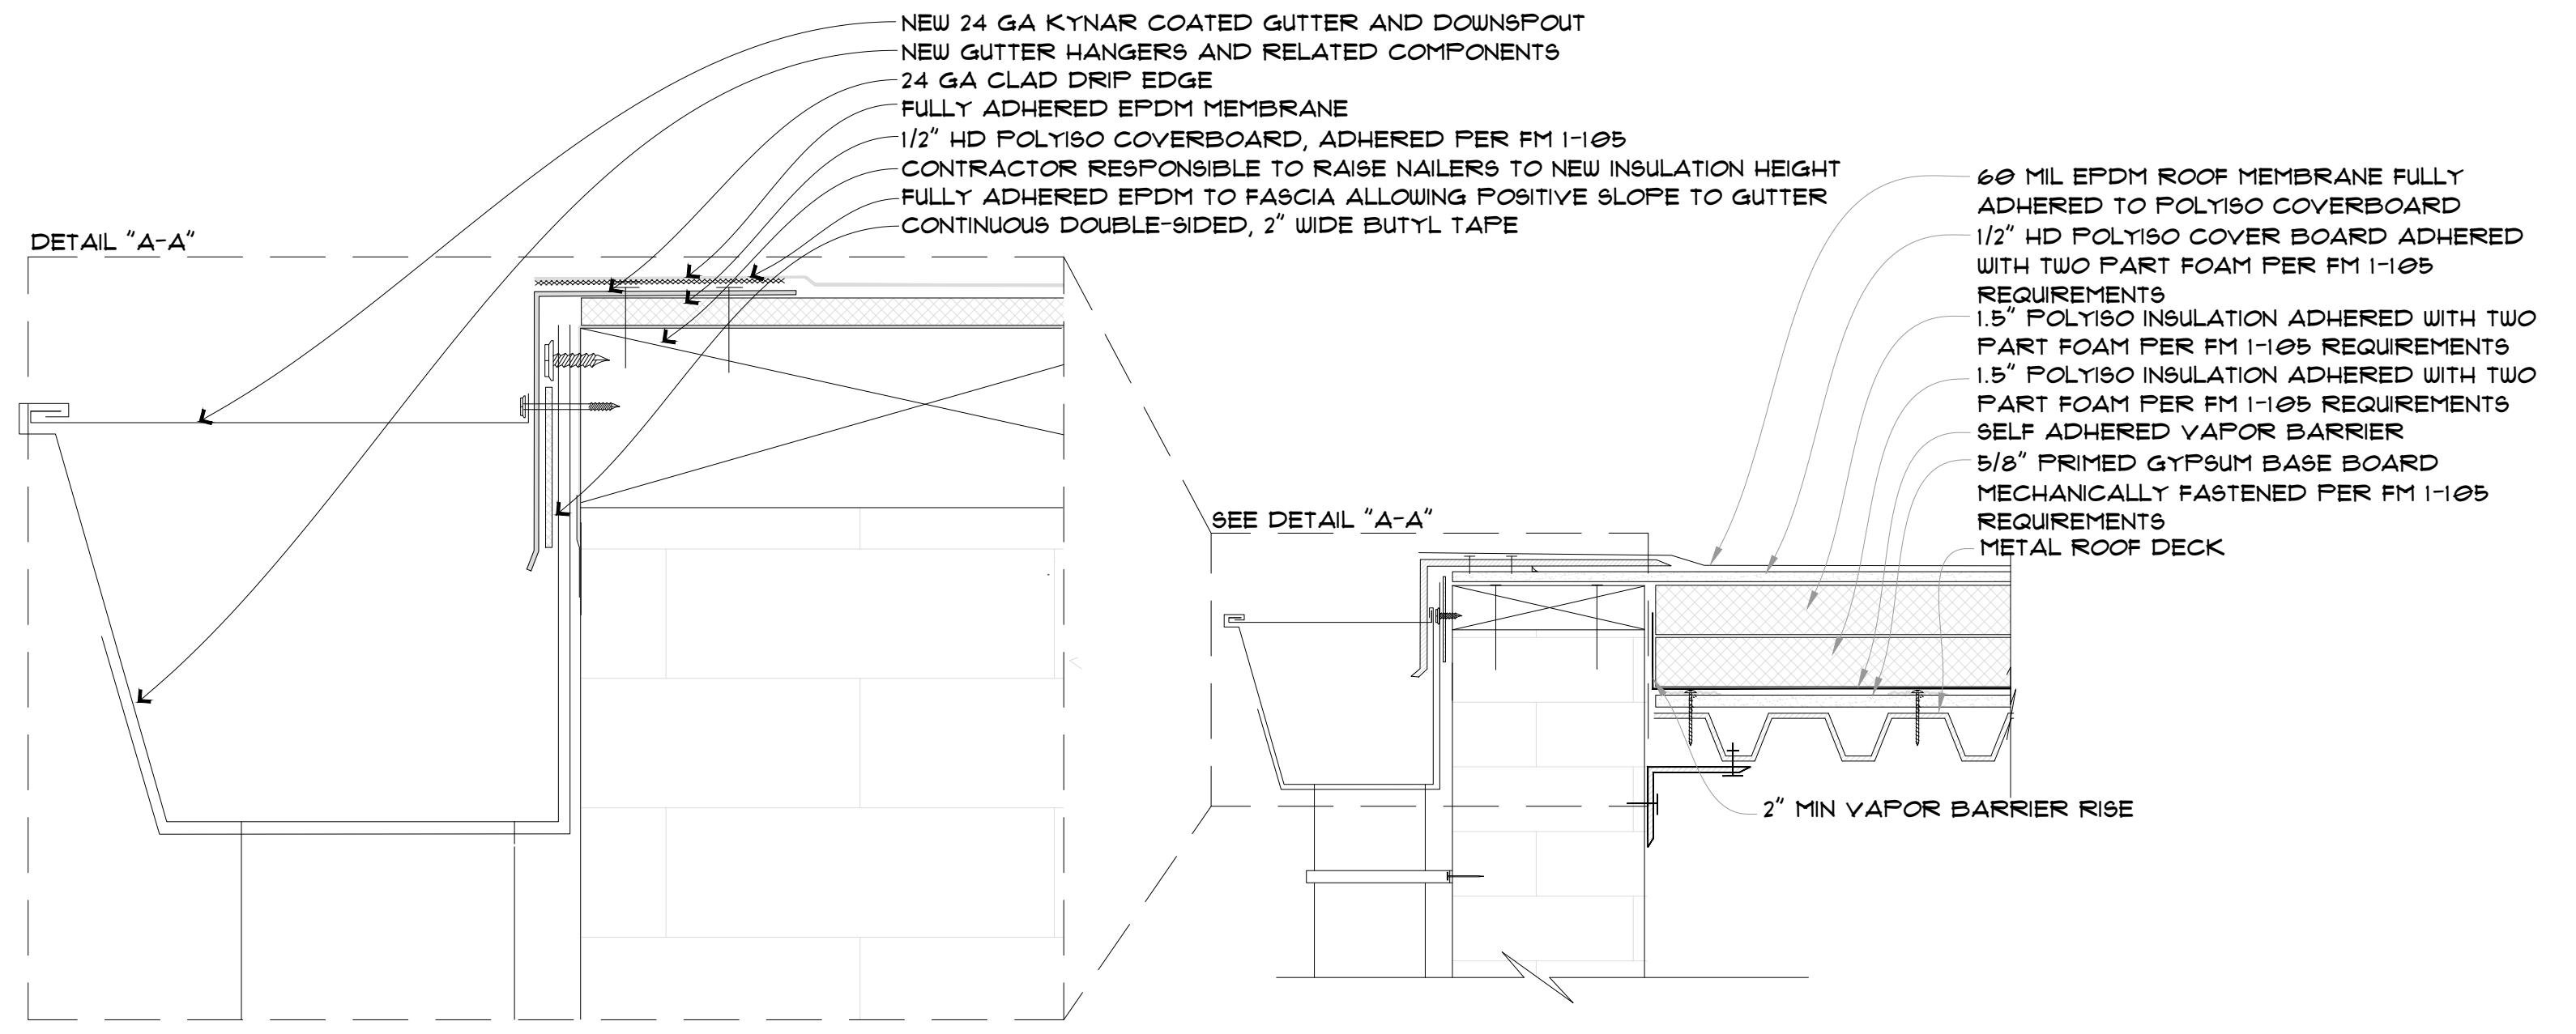 NEW 24 GA KYNAR COATED GUTTER AND DOWNSPOUT
NEW GUTTER HANGERS AND RELATED COMPONENTS
24 GA CLAD DRIP EDGE
FULLY ADHERED EPDM MEMBRANE
1/2" HD POLYISO COVERBOARD, ADHERED PER FM 1-105
CONTRACTOR RESPONSIBLE TO RAISE NAILERS TO NEW INSULATION HEIGHT
FULLY ADHERED EPDM TO FASCIA ALLOWING POSITIVE SLOPE TO GUTTER
CONTINUOUS DOUBLE-SIDED, 2" WIDE BUTYL TAPE
DETAIL "A-A"
60 MIL EPDM ROOF MEMBRANE FULLY
ADHERED TO POLYISO COVERBOARD
1/2" HD POLYISO COVER BOARD ADHERED
WITH TWO PART FOAM PER FM 1-105
REQUIREMENTS
1.5" POLYISO INSULATION ADHERED WITH TWO
PART FOAM PER FM 1-105 REQUIREMENTS
1.5" POLYISO INSULATION ADHERED WITH TWO
PART FOAM PER FM 1-105 REQUIREMENTS
SELF ADHERED VAPOR BARRIER
5/8" PRIMED GYPSUM BASE BOARD
MECHANICALLY FASTENED PER FM 1-105
REQUIREMENTS
METAL ROOF DECK
SEE DETAIL "A-A"
2" MIN VAPOR BARRIER RISE